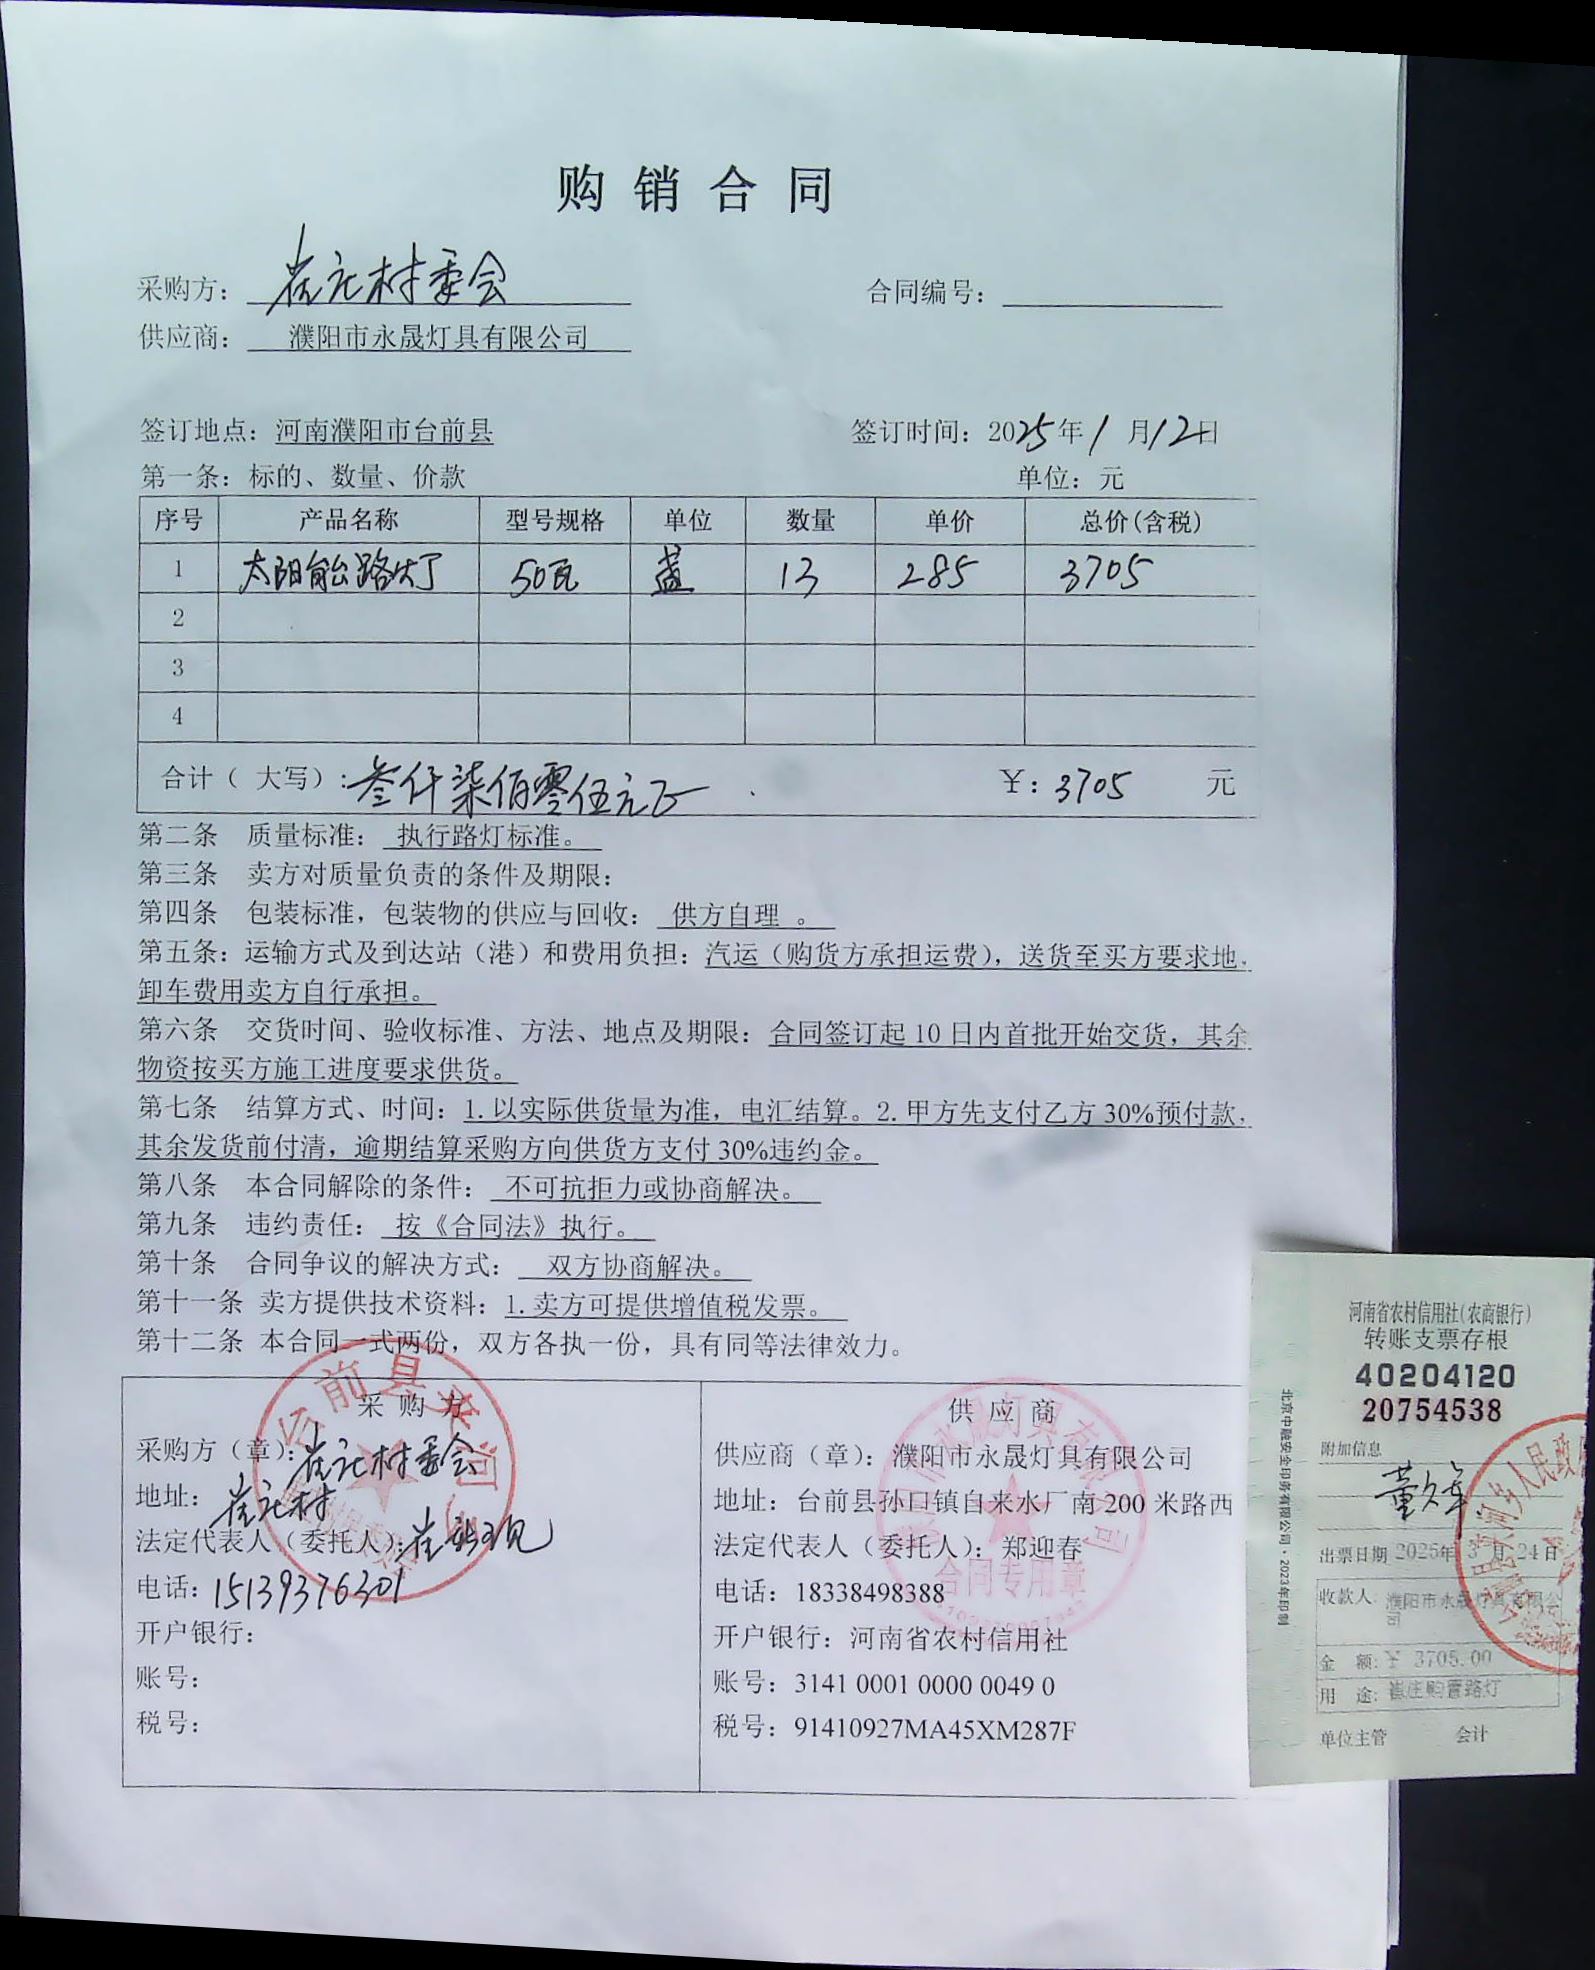 购销合同
采购方： 崔庄村委会 合同编号：
供应商： 濮阳市永晟灯具有限公司
签订地点：河南濮阳市台前县 签订时间：2025年1月12日
第一条：标的、数量、价款 单位：元
序号 产品名称 型号规格 单位 数量 单价 总价(含税)
1 太阳能路灯 50瓦 盏 13 285 3705
2
3
4
合计（ 大写）：叁仟柒佰零伍元正 ￥：3705 元
第二条 质量标准： 执行路灯标准。
第三条 卖方对质量负责的条件及期限：
第四条 包装标准，包装物的供应与回收： 供方自理 。
第五条：运输方式及到达站（港）和费用负担：汽运（购货方承担运费），送货至买方要求地，
卸车费用卖方自行承担。
第六条 交货时间、验收标准、方法、地点及期限：合同签订起 10 日内首批开始交货，其余
物资按买方施工进度要求供货。
第七条 结算方式、时间：1.以实际供货量为准，电汇结算。2.甲方先支付乙方 30%预付款，
其余发货前付清，逾期结算采购方向供货方支付 30%违约金。
第八条 本合同解除的条件： 不可抗拒力或协商解决。
第九条 违约责任： 按《合同法》执行。
第十条 合同争议的解决方式： 双方协商解决。
第十一条 卖方提供技术资料：1.卖方可提供增值税发票。
第十二条 本合同一式两份，双方各执一份，具有同等法律效力。
采 购 方
采购方（章）：崔庄村委会
地址： 崔庄村
法定代表人（委托人）：崔
电话：15139376301
开户银行：
账号：
税号：
供 应 商
供应商（章）：濮阳市永晟灯具有限公司
地址：台前县孙口镇自来水厂南 200 米路西
法定代表人（委托人）：郑迎春
电话：18338498388
开户银行：河南省农村信用社
账号：3141 0001 0000 0049 0
税号：91410927MA45XM287F
合同专用章
河南省农村信用社(农商银行)
转账支票存根
40204120
20754538
附加信息
董
出票日期 2025年 3 月 24日
收款人：濮阳市永晟灯具有限公
司
金 额：￥ 3705.00
用 途：崔庄购置路灯
单位主管 会计
北京中融安全印务有限公司·2023年印制